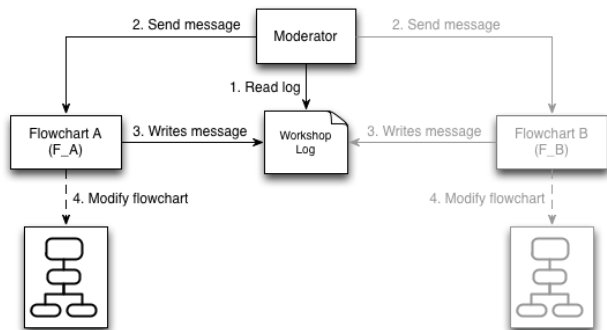 2. Send message
Moderator
2. Send message
1. Read log
Flowchart A
(F_A)
3. Writes message
Workshop
Log
3. Writes message
Flowchart B
(F_B)
4. Modify flowchart
4. Modify flowchart